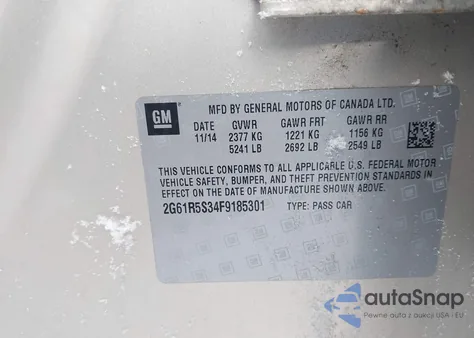 GM
MFD BY GENERAL MOTORS OF CANADA LTD.
DATE GVWR GAWR FRT GAWR RR
11/14 2377 KG 1221 KG 1156 KG
5241 LB 2692 LB 2549 LB
THIS VEHICLE CONFORMS TO ALL APPLICABLE U.S. FEDERAL MOTOR
VEHICLE SAFETY, BUMPER, AND THEFT PREVENTION STANDARDS
IN EFFECT ON THE DATE OF MANUFACTURE SHOWN ABOVE.
2G61R5S34F9185301 TYPE: PASS CAR
autoSnap
Pewne auto z aukcji USA i EU